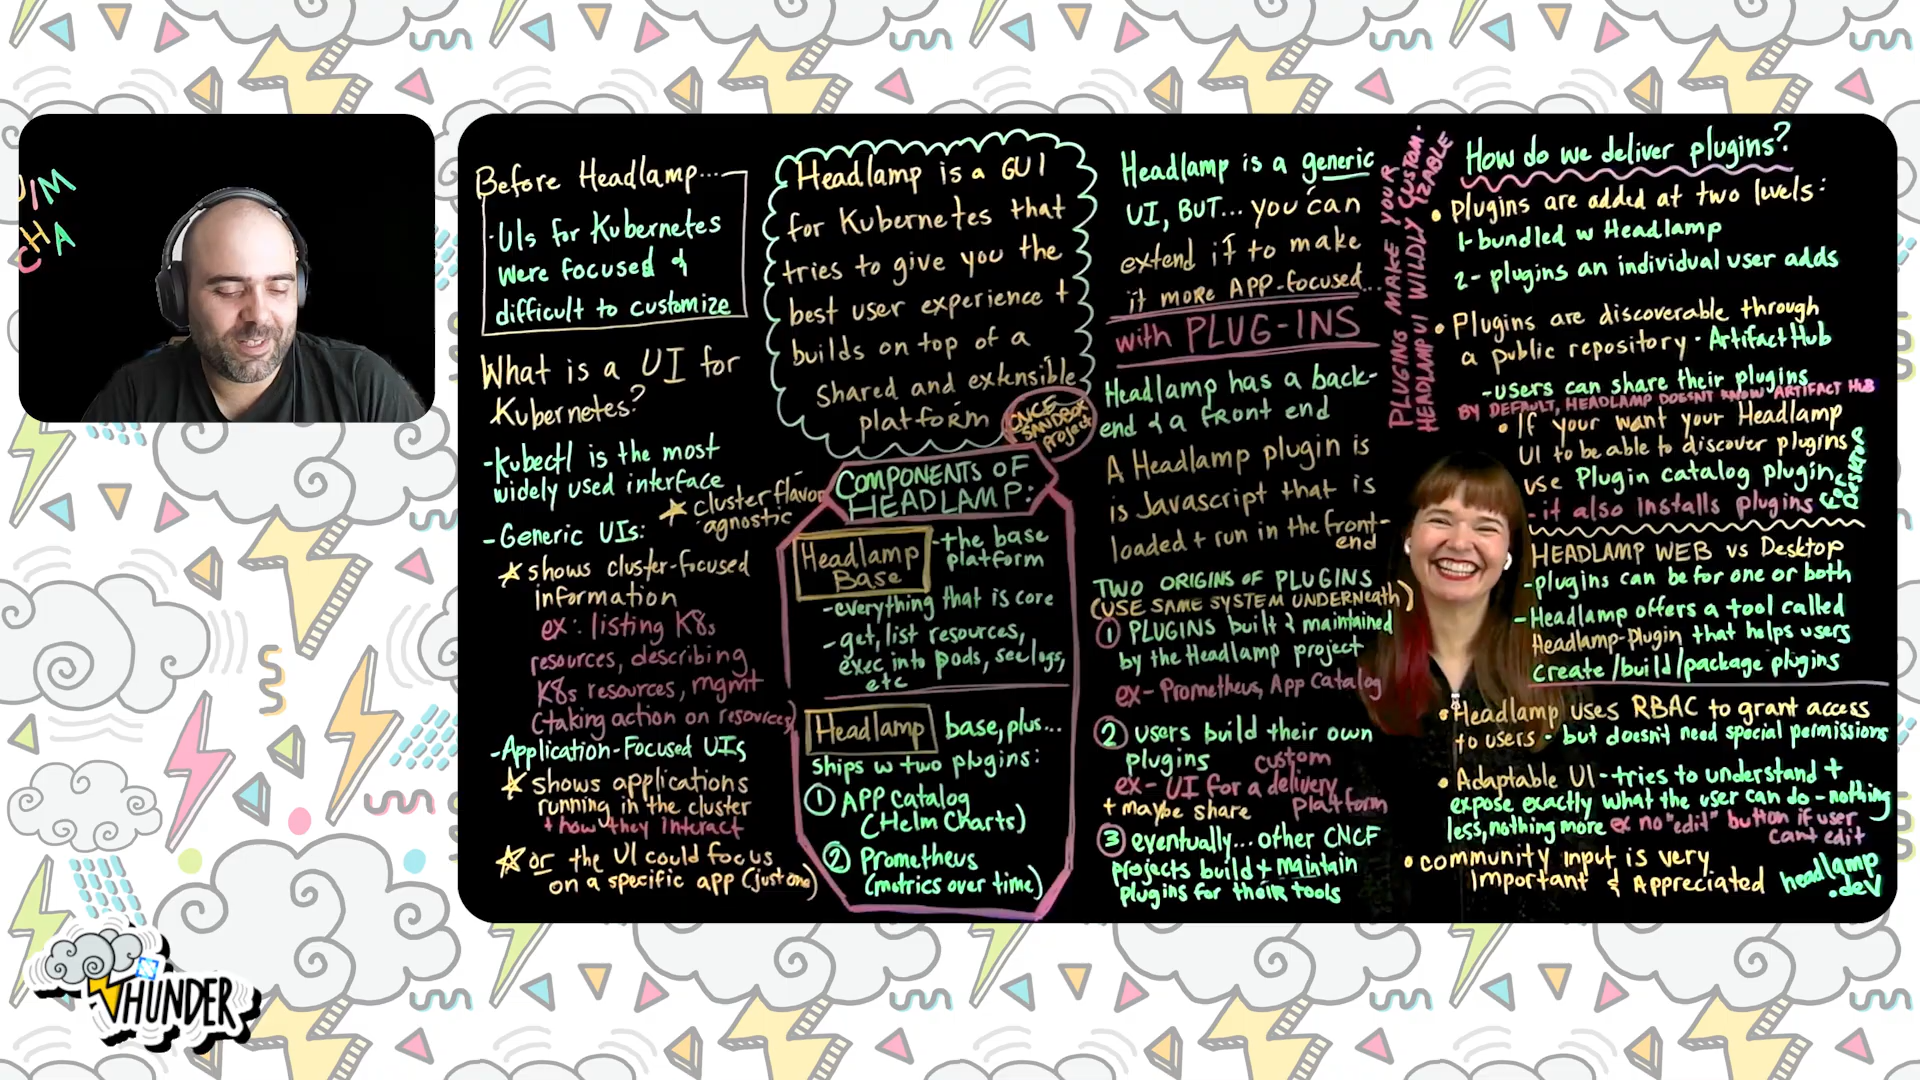 Before Headlamp...
- UIs for Kubernetes
were focused &
difficult to customize
What is a UI for
Kubernetes?
- Kubectl is the most
widely used interface
- Generic UIs:
cluster flavor
agnostic
shows cluster-focused
information
ex: listing K8s
resources, describing
K8s resources, mgmt
(taking action on resources)
- Application-Focused UIs
shows applications
running in the cluster
+ how they interact
or the UI could focus
on a specific app (just one)
Headlamp is a GUI
for Kubernetes that
tries to give you the
best user experience +
builds on top of a
shared and extensible
platform
CNCF
SANDBOX
Project
COMPONENTS OF
HEADLAMP:
Headlamp
Base
- the base
platform
- everything that is core
- get, list resources,
exec into pods, see logs,
etc
Headlamp base, plus...
ships w two plugins:
1 APP Catalog
(Helm Charts)
2 Prometheus
(metrics over time)
Headlamp is a generic
UI, BUT... you can
extend it to make
it more APP-focused...
with PLUG-INS
Headlamp has a back-
end & a front end
A Headlamp plugin is
is Javascript that is
loaded + run in the front-
end
TWO ORIGINS OF PLUGINS
(USE SAME SYSTEM UNDERNEATH)
1 PLUGINS built & maintained
by the Headlamp project
ex- Prometheus, App Catalog
2 users build their own
plugins custom
ex- UI for a delivery
platform
+ maybe share
3 eventually... other CNCF
projects build + maintain
plugins for their tools
PLUGINS MAKE YOUR
HEADLAMP UI WILDLY CUSTOM-
IZABLE
How do we deliver plugins?
• Plugins are added at two levels:
1- bundled w Headlamp
2- plugins an individual user adds
• Plugins are discoverable through
a public repository - ArtifactHub
- users can share their plugins
BY DEFAULT, HEADLAMP DOESNT KNOW ARTIFACT HUB
• If your want your Headlamp
UI to be able to discover plugins
use Plugin catalog plugin
- it also installs plugins
DESKTOP
HEADLAMP WEB vs Desktop
- plugins can be for one or both
- Headlamp offers a tool called
Headlamp-Plugin that helps users
create/build/package plugins
• Headlamp uses RBAC to grant access
to users - but doesn't need special permissions
• Adaptable UI - tries to understand +
expose exactly what the user can do - nothing
less, nothing more ex no "edit" button if user
cant edit
• community input is very
important & Appreciated
headlamp
.dev
UIM
CHA
THUNDER